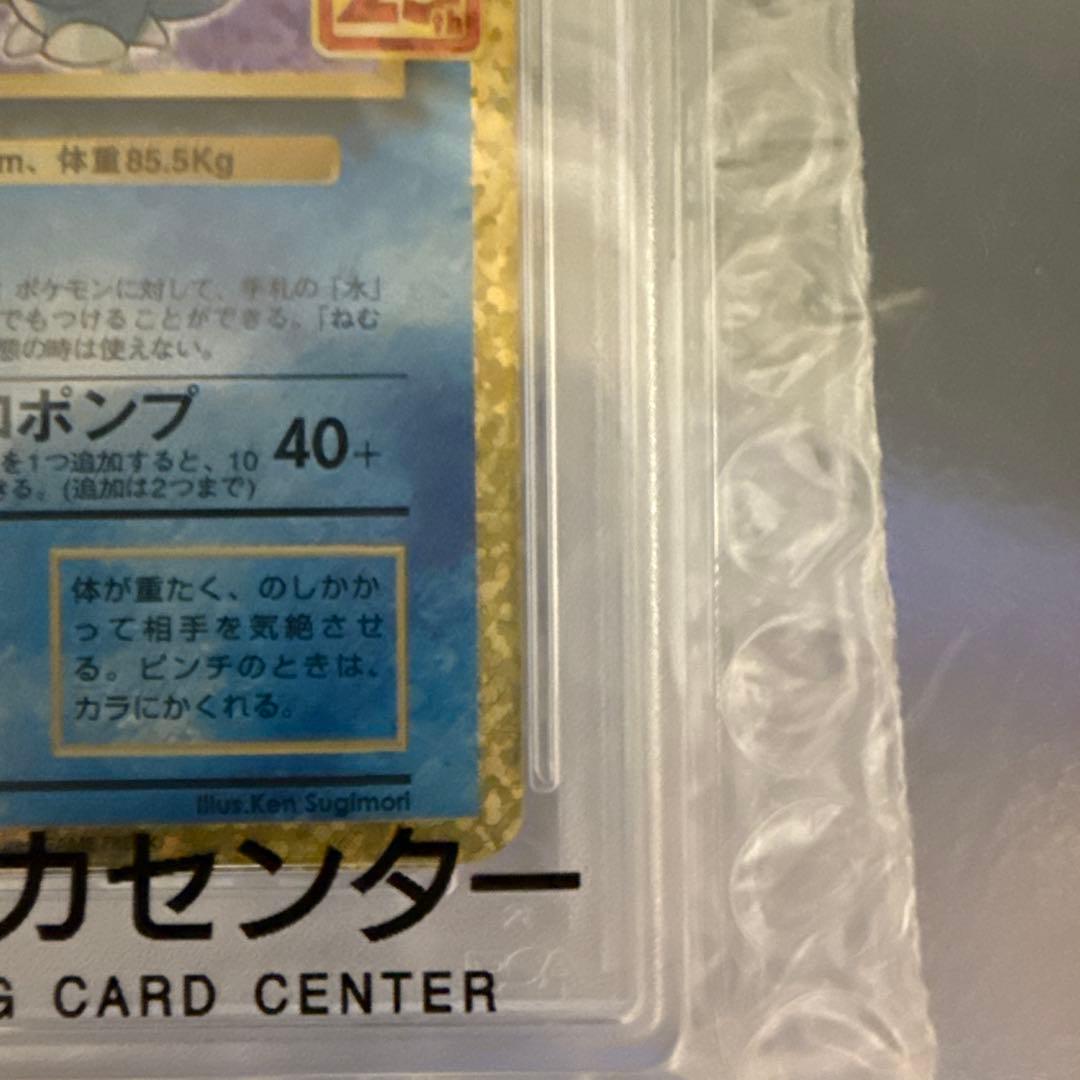 25th
m、体重85.5Kg
ポケモンに対して、手札の「水」
でもつけることができる。「ねむ
態の時は使えない。
ロポンプ 40+
を1つ追加すると、10
きる。(追加は2つまで)
体が重たく、のしかか
って相手を気絶させ
る。ピンチのときは、
カラにかくれる。
Illus.Ken Sugimori
カセンター
G CARD CENTER